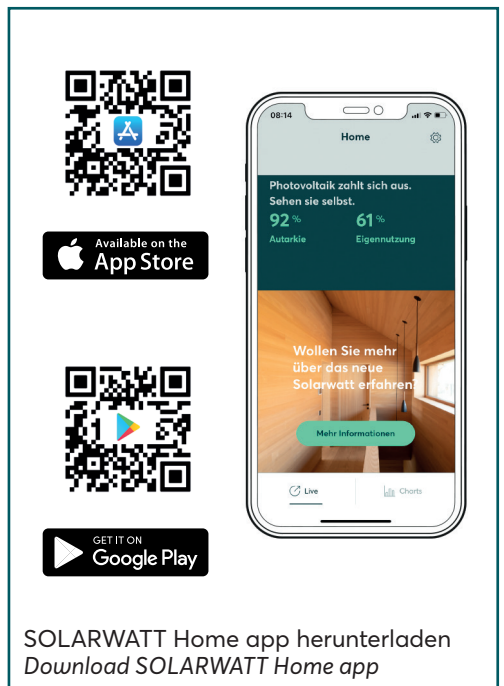 Available on the
App Store
GET IT ON
Google Play
08:14
Home
Photovoltaik zahlt sich aus.
Sehen sie selbst.
92 % 61 %
Autarkie Eigennutzung
Wollen Sie mehr
über das neue
Solarwatt erfahren?
Mehr Informationen
Live Charts
SOLARWATT Home app herunterladen
Download SOLARWATT Home app